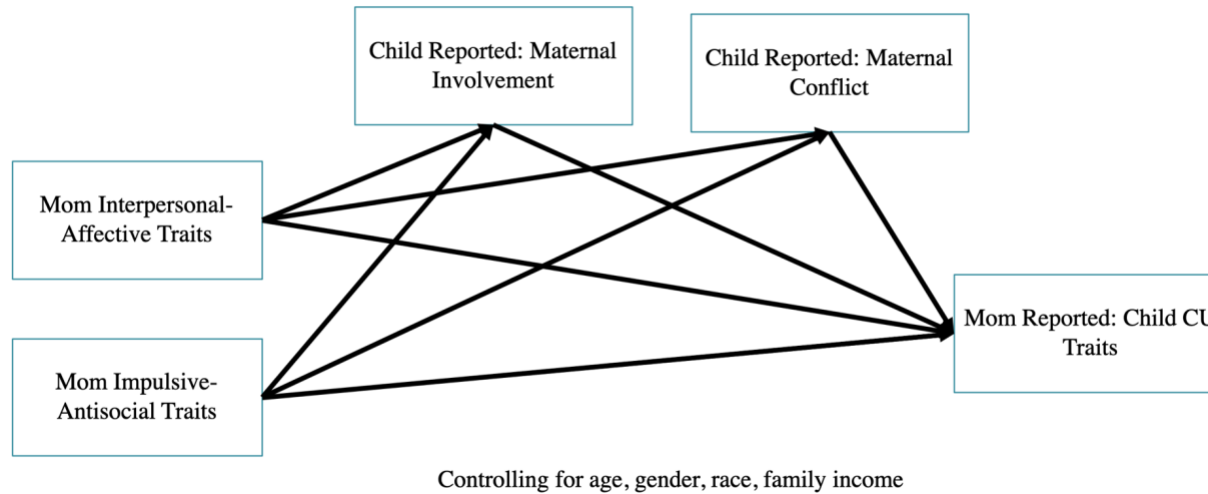 Child Reported: Maternal
Involvement
Child Reported: Maternal
Conflict
Mom Interpersonal-
Affective Traits
Mom Reported: Child CU
Traits
Mom Impulsive-
Antisocial Traits
Controlling for age, gender, race, family income